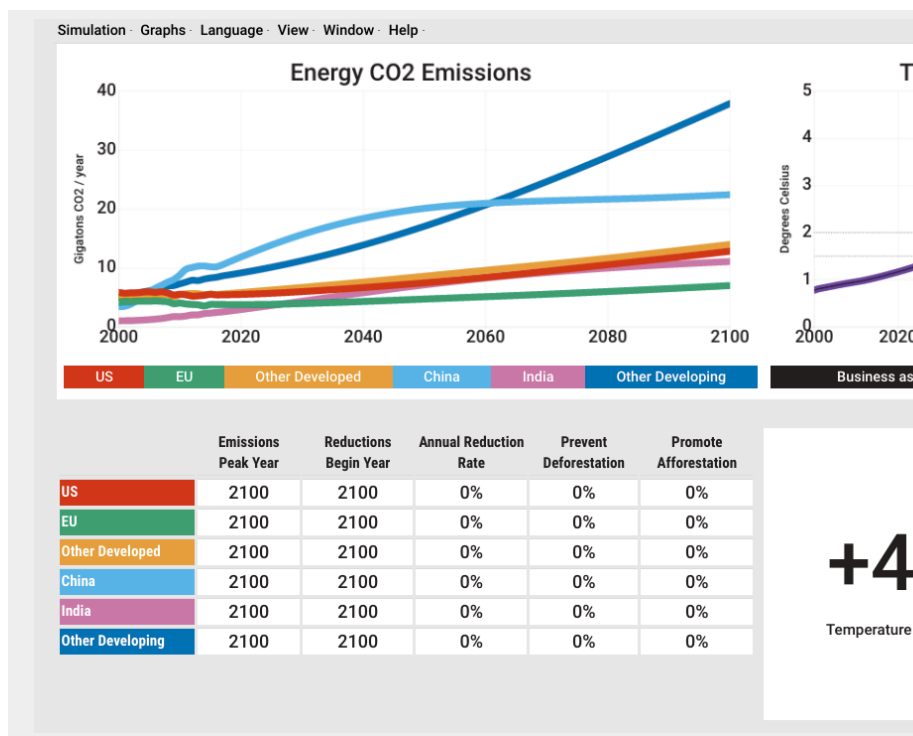 Simulation · Graphs · Language · View · Window · Help ·
Energy CO2 Emissions
T
Gigatons CO2 / year
40
30
20
10
0
2000 2020 2040 2060 2080 2100
Degrees Celsius
5
4
3
2
1
0
2000 2020
US EU Other Developed China India Other Developing
Business as
Emissions Peak Year Reductions Begin Year Annual Reduction Rate Prevent Deforestation Promote Afforestation
US 2100 2100 0% 0% 0%
EU 2100 2100 0% 0% 0%
Other Developed 2100 2100 0% 0% 0%
China 2100 2100 0% 0% 0%
India 2100 2100 0% 0% 0%
Other Developing 2100 2100 0% 0% 0%
+4
Temperature